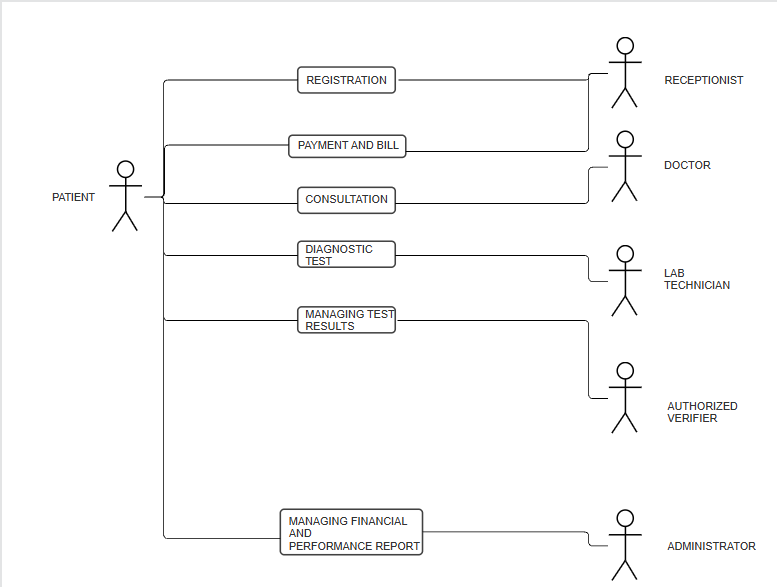 REGISTRATION
RECEPTIONIST
PAYMENT AND BILL
DOCTOR
PATIENT
CONSULTATION
DIAGNOSTIC
TEST
LAB
TECHNICIAN
MANAGING TEST
RESULTS
AUTHORIZED
VERIFIER
MANAGING FINANCIAL
AND
PERFORMANCE REPORT
ADMINISTRATOR